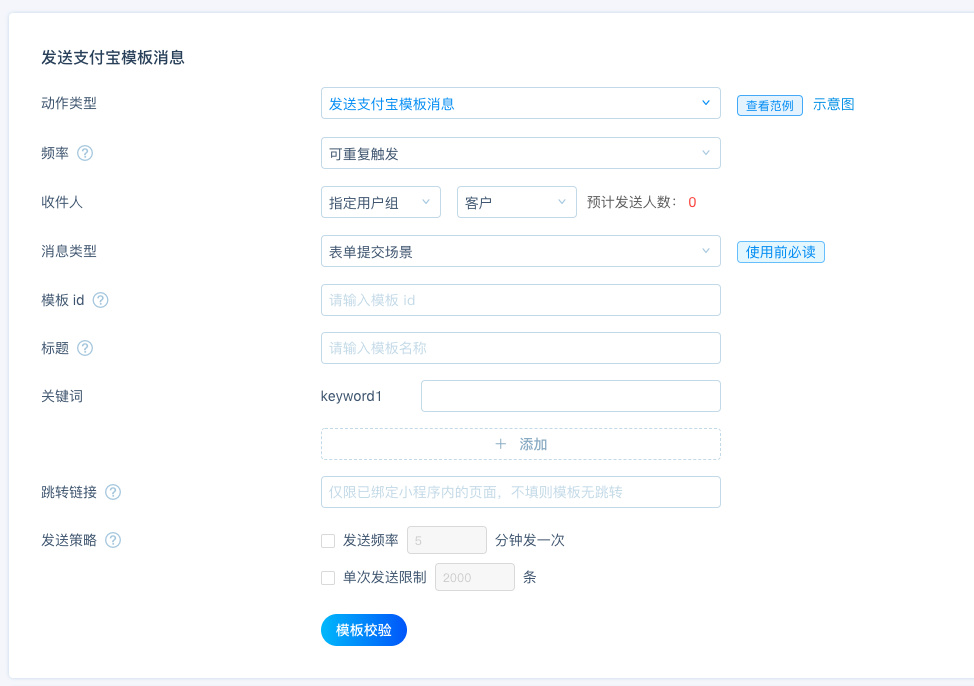 发送支付宝模板消息
动作类型 发送支付宝模板消息 查看范例 示意图
频率 ? 可重复触发
收件人 指定用户组 客户 预计发送人数: 0
消息类型 表单提交场景 使用前必读
模板 id ? 请输入模板 id
标题 ? 请输入模板名称
关键词 keyword1
+ 添加
跳转链接 ? 仅限已绑定小程序内的页面，不填则模板无跳转
发送策略 ? 发送频率 5 分钟发一次
单次发送限制 2000 条
模板校验